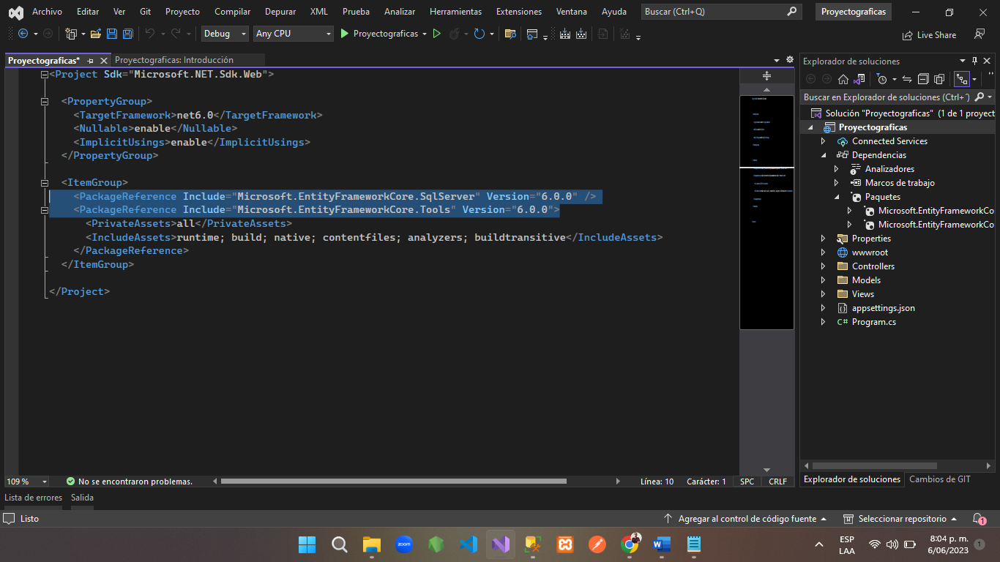 Archivo Editar Ver Git Proyecto Compilar Depurar XML Prueba Analizar Herramientas Extensiones Ventana Ayuda Buscar (Ctrl+Q) Proyectograficas
Debug Any CPU Proyectograficas Live Share
Proyectograficas* Proyectograficas: Introducción
<Project Sdk="Microsoft.NET.Sdk.Web">
<PropertyGroup>
<TargetFramework>net6.0</TargetFramework>
<Nullable>enable</Nullable>
<ImplicitUsings>enable</ImplicitUsings>
</PropertyGroup>
<ItemGroup>
<PackageReference Include="Microsoft.EntityFrameworkCore.SqlServer" Version="6.0.0" />
<PackageReference Include="Microsoft.EntityFrameworkCore.Tools" Version="6.0.0">
<PrivateAssets>all</PrivateAssets>
<IncludeAssets>runtime; build; native; contentfiles; analyzers; buildtransitive</IncludeAssets>
</PackageReference>
</ItemGroup>
</Project>
109 % No se encontraron problemas. Línea: 10 Carácter: 1 SPC CRLF
Explorador de soluciones
Buscar en Explorador de soluciones (Ctrl+´)
Solución "Proyectograficas" (1 de 1 proyect
Proyectograficas
Connected Services
Dependencias
Analizadores
Marcos de trabajo
Paquetes
Microsoft.EntityFrameworkCo
Microsoft.EntityFrameworkCo
Properties
wwwroot
Controllers
Models
Views
appsettings.json
C# Program.cs
Explorador de soluciones Cambios de GIT
Lista de errores Salida
Listo Agregar al control de código fuente Seleccionar repositorio 1
zoom
ESP
LAA
8:04 p. m.
6/06/2023
1